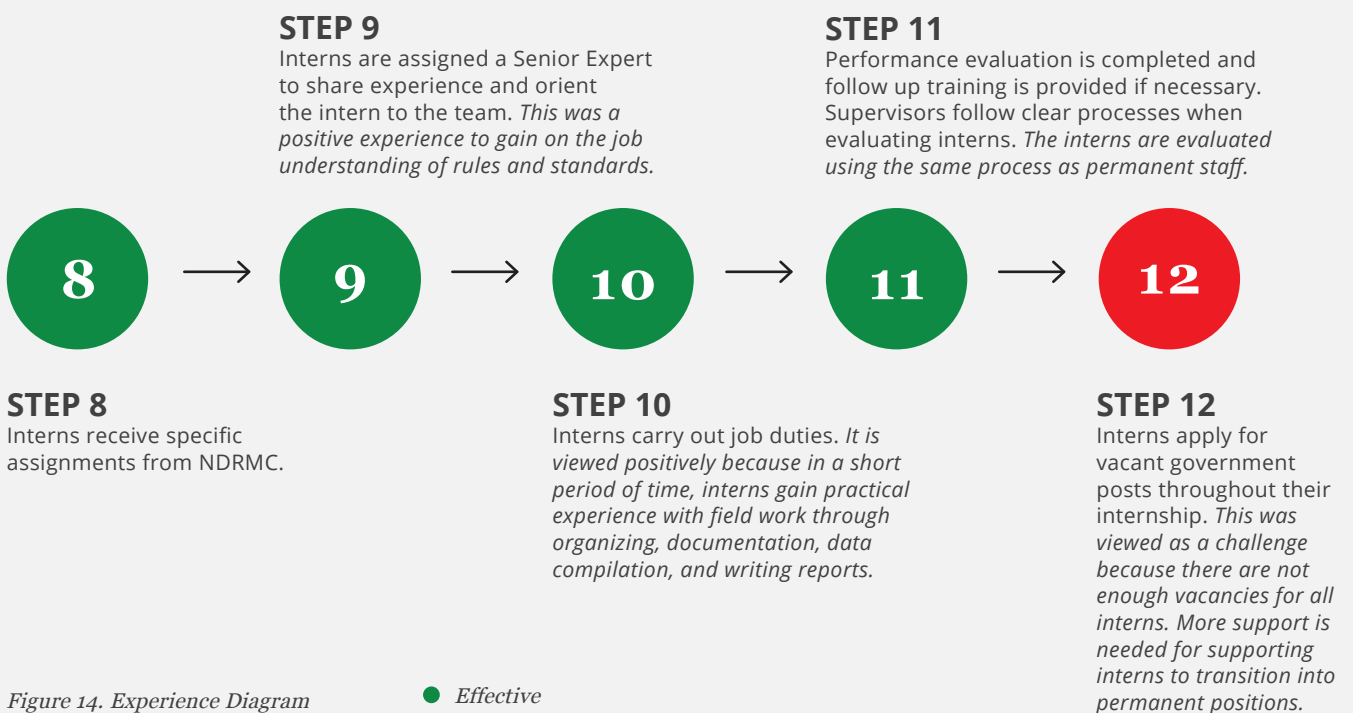 STEP 9
Interns are assigned a Senior Expert
to share experience and orient
the intern to the team. This was a
positive experience to gain on the job
understanding of rules and standards.
STEP 11
Performance evaluation is completed and
follow up training is provided if necessary.
Supervisors follow clear processes when
evaluating interns. The interns are evaluated
using the same process as permanent staff.
8
9
10
11
12
STEP 8
Interns receive specific
assignments from NDRMC.
STEP 10
Interns carry out job duties. It is
viewed positively because in a short
period of time, interns gain practical
experience with field work through
organizing, documentation, data
compilation, and writing reports.
STEP 12
Interns apply for
vacant government
posts throughout their
internship. This was
viewed as a challenge
because there are not
enough vacancies for all
interns. More support is
needed for supporting
interns to transition into
permanent positions.
Figure 14. Experience Diagram
Effective